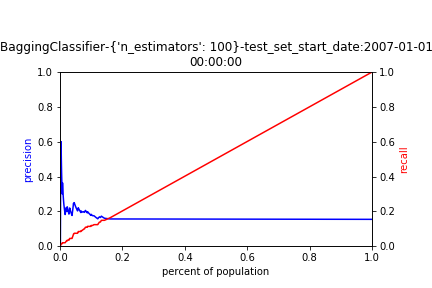 BaggingClassifier-{'n_estimators': 100}-test_set_start_date:2007-01-01
00:00:00
1.0
0.8
0.6
0.4
0.2
0.0
precision
1.0
0.8
0.6
0.4
0.2
0.0
recall
0.0 0.2 0.4 0.6 0.8 1.0
percent of population